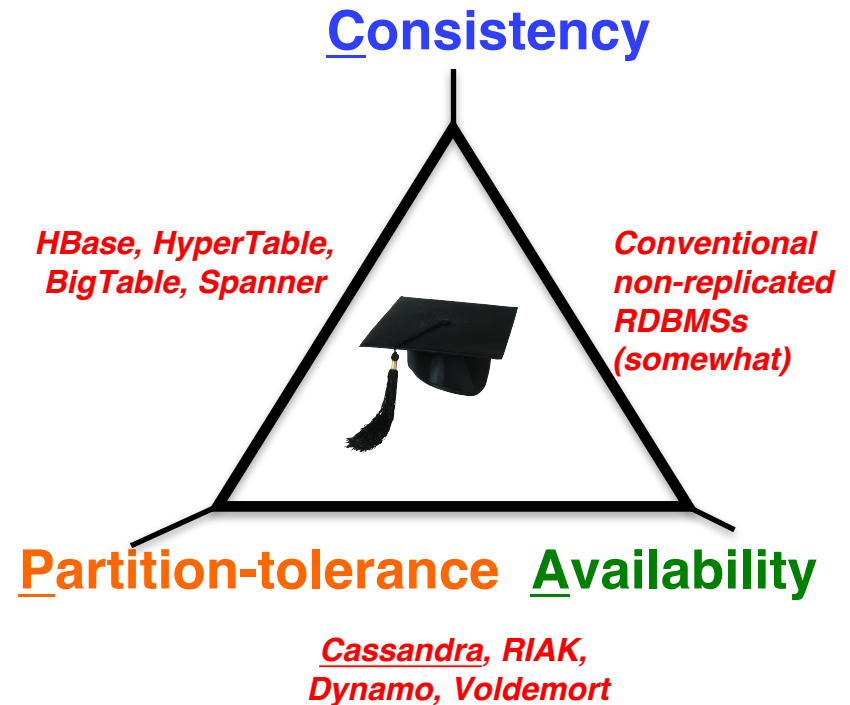 Consistency
HBase, HyperTable,
BigTable, Spanner
Conventional
non-replicated
RDBMSs
(somewhat)
Partition-tolerance
Availability
Cassandra, RIAK,
Dynamo, Voldemort